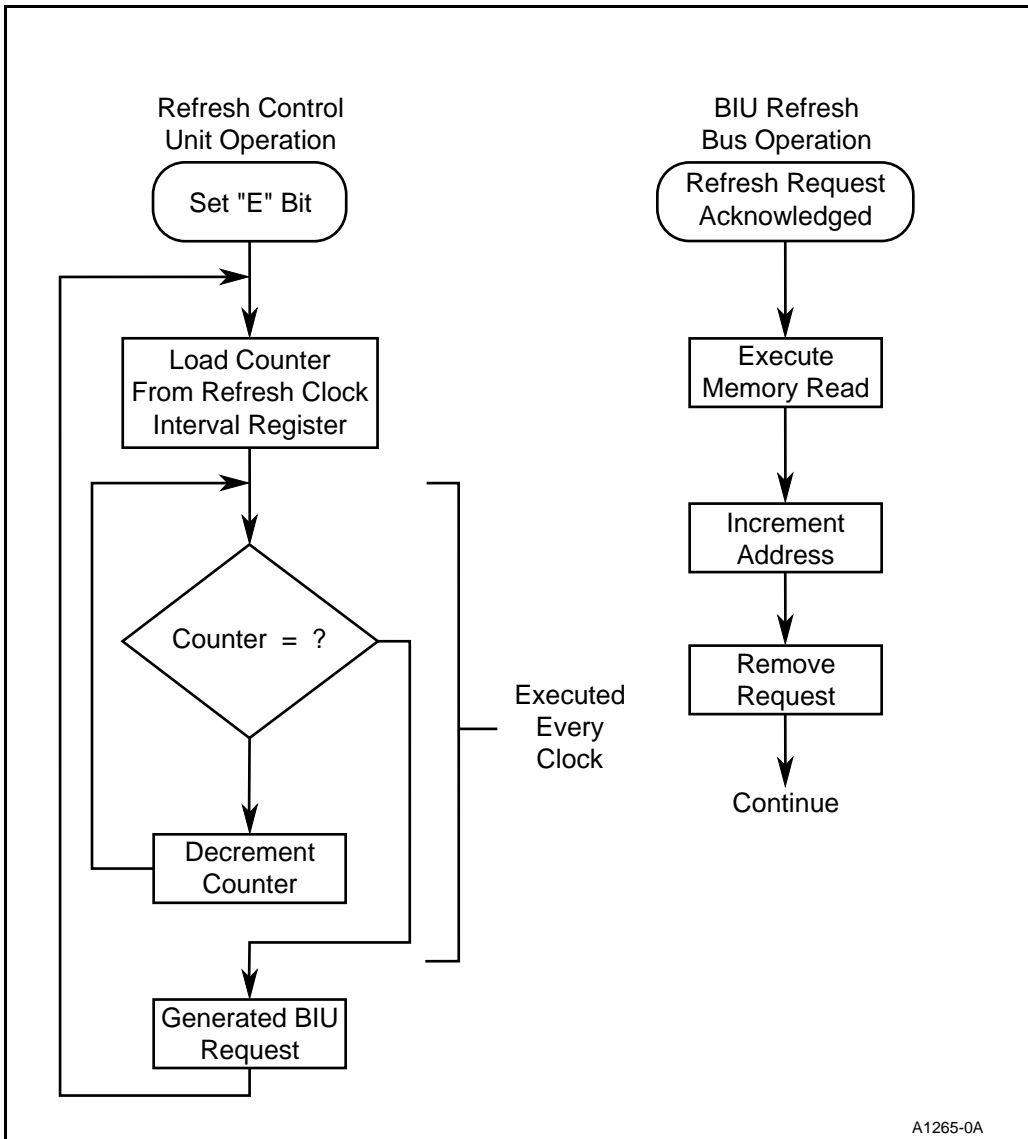 Refresh Control
Unit Operation
Set "E" Bit
Load Counter
From Refresh Clock
Interval Register
Counter = ?
Executed
Every
Clock
Decrement
Counter
Generated BIU
Request
BIU Refresh
Bus Operation
Refresh Request
Acknowledged
Execute
Memory Read
Increment
Address
Remove
Request
Continue
A1265-0A